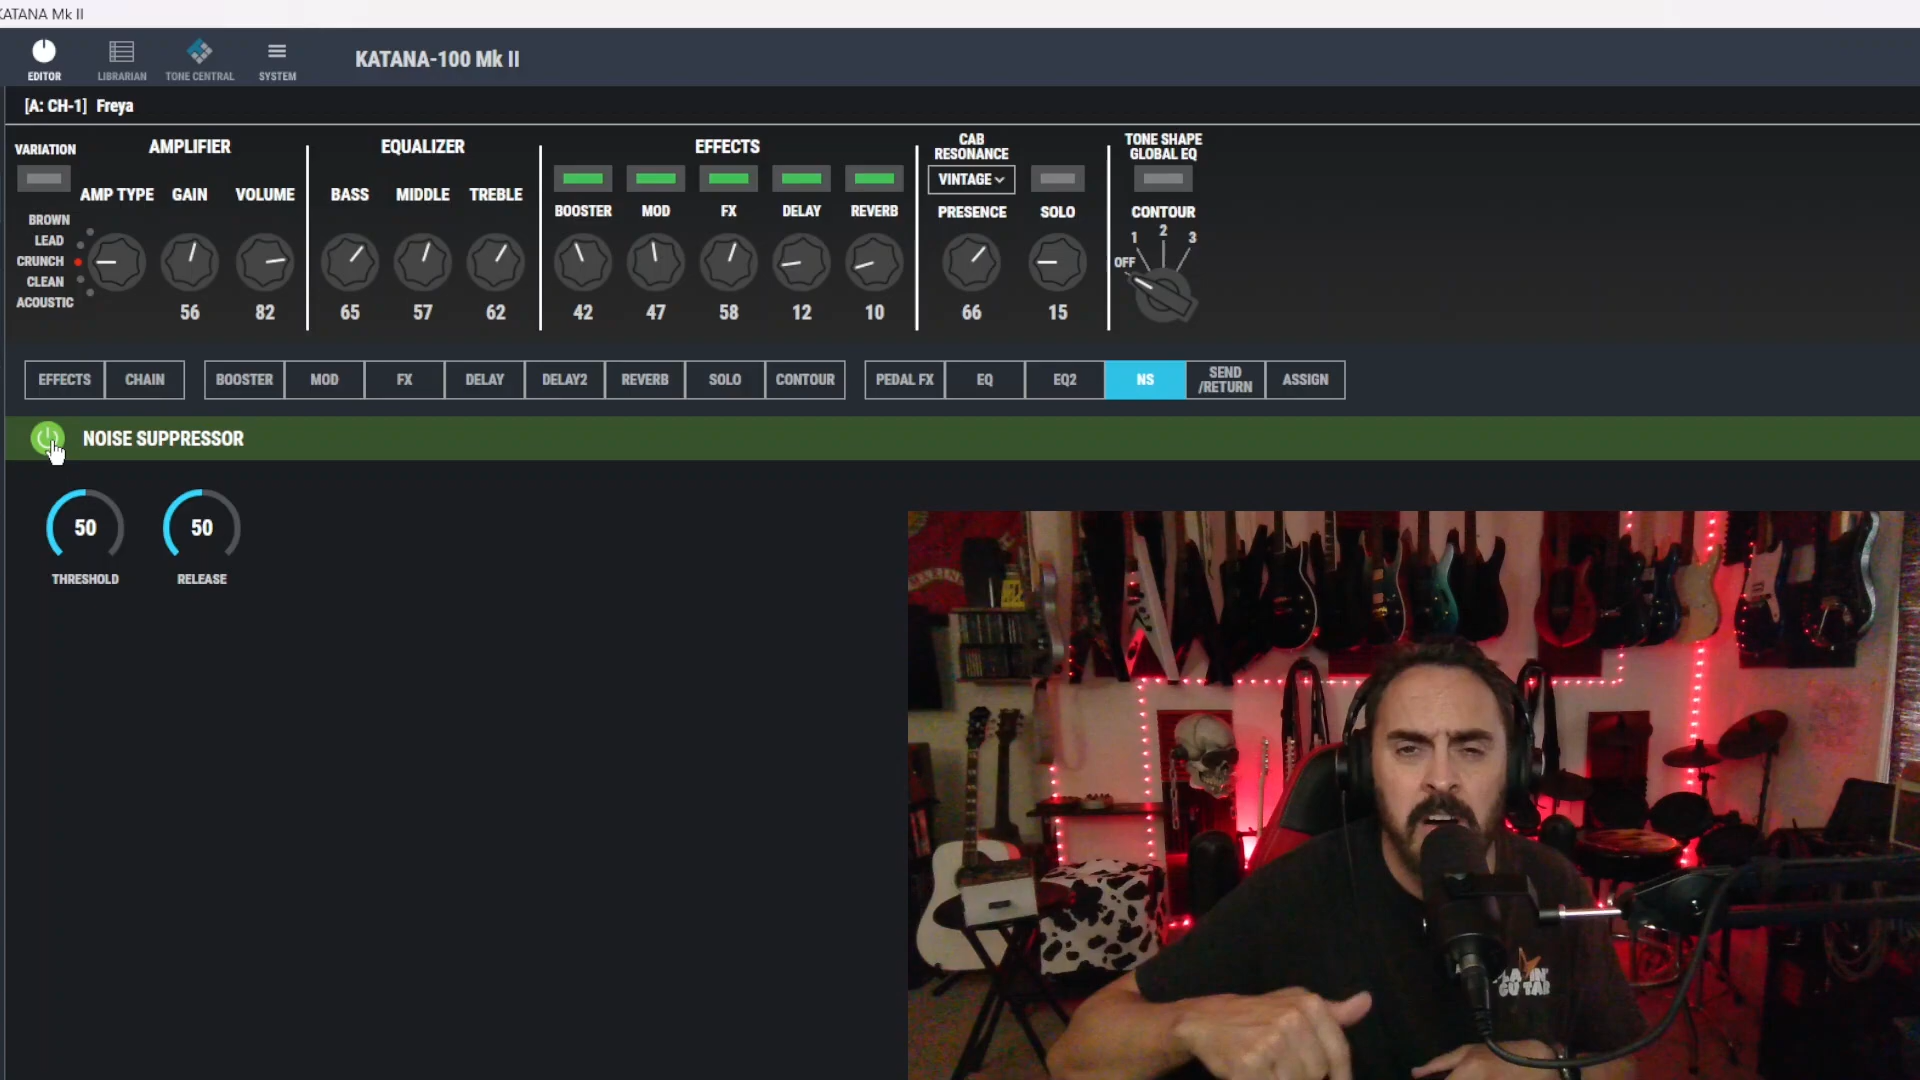 KATANA Mk II
EDITOR LIBRARIAN TONE CENTRAL SYSTEM KATANA-100 Mk II
[A: CH-1] Freya
VARIATION AMPLIFIER EQUALIZER EFFECTS CAB RESONANCE TONE SHAPE GLOBAL EQ
AMP TYPE GAIN VOLUME BASS MIDDLE TREBLE VINTAGE
BOOSTER MOD FX DELAY REVERB PRESENCE SOLO CONTOUR
BROWN
LEAD
CRUNCH
CLEAN
ACOUSTIC
OFF 1 2 3
56 82 65 57 62 42 47 58 12 10 66 15
EFFECTS CHAIN BOOSTER MOD FX DELAY DELAY2 REVERB SOLO CONTOUR PEDAL FX EQ EQ2 NS SEND /RETURN ASSIGN
NOISE SUPPRESSOR
50 50
THRESHOLD RELEASE